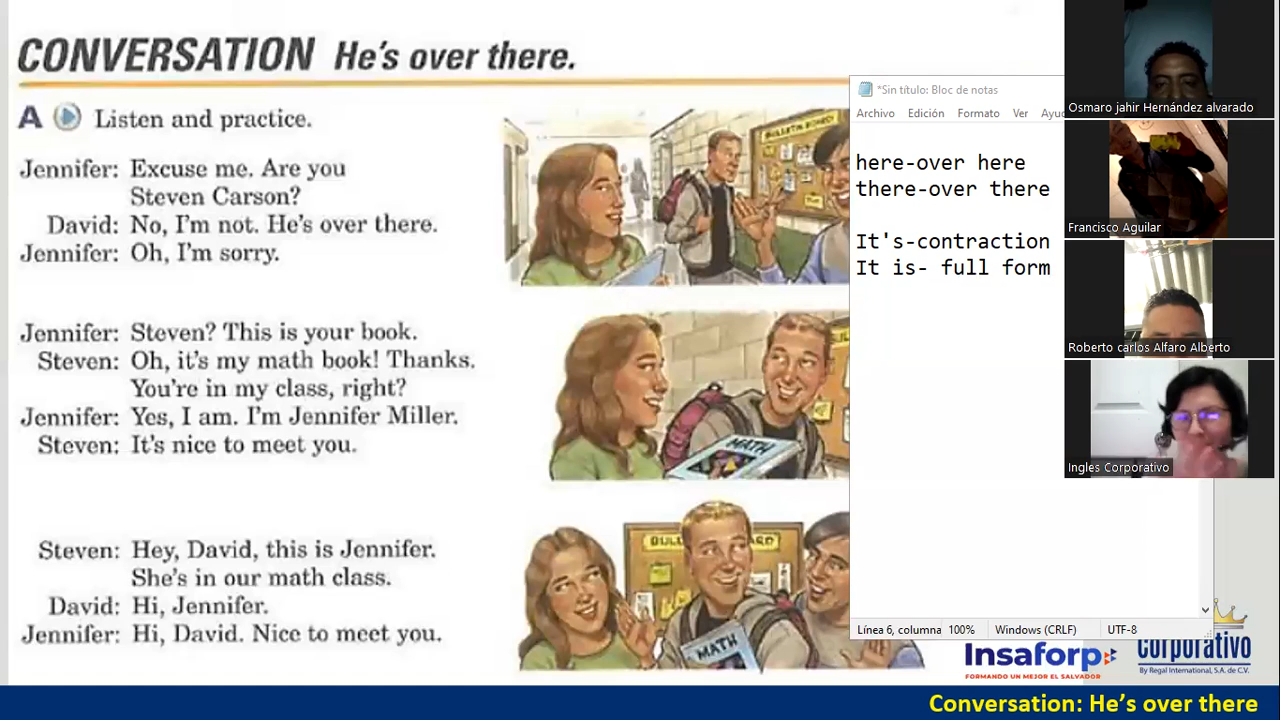 CONVERSATION He's over there.
A Listen and practice.
Jennifer: Excuse me. Are you
Steven Carson?
David: No, I'm not. He's over there.
Jennifer: Oh, I'm sorry.
Jennifer: Steven? This is your book.
Steven: Oh, it's my math book! Thanks.
You're in my class, right?
Jennifer: Yes, I am. I'm Jennifer Miller.
Steven: It's nice to meet you.
Steven: Hey, David, this is Jennifer.
She's in our math class.
David: Hi, Jennifer.
Jennifer: Hi, David. Nice to meet you.
BULLETIN BOARD
MATH
MATH
*Sin título: Bloc de notas
Archivo Edición Formato Ver
here-over here
there-over there
It's-contraction
It is- full form
Línea 6, columna 100% Windows (CRLF) UTF-8
Osmaro jahir Hernández alvarado
Francisco Aguilar
Roberto carlos Alfaro Alberto
Ingles Corporativo
Insaforp
FORMANDO UN MEJOR EL SALVADOR
corporativo
By Regal International, S.A. de C.V.
Conversation: He's over there